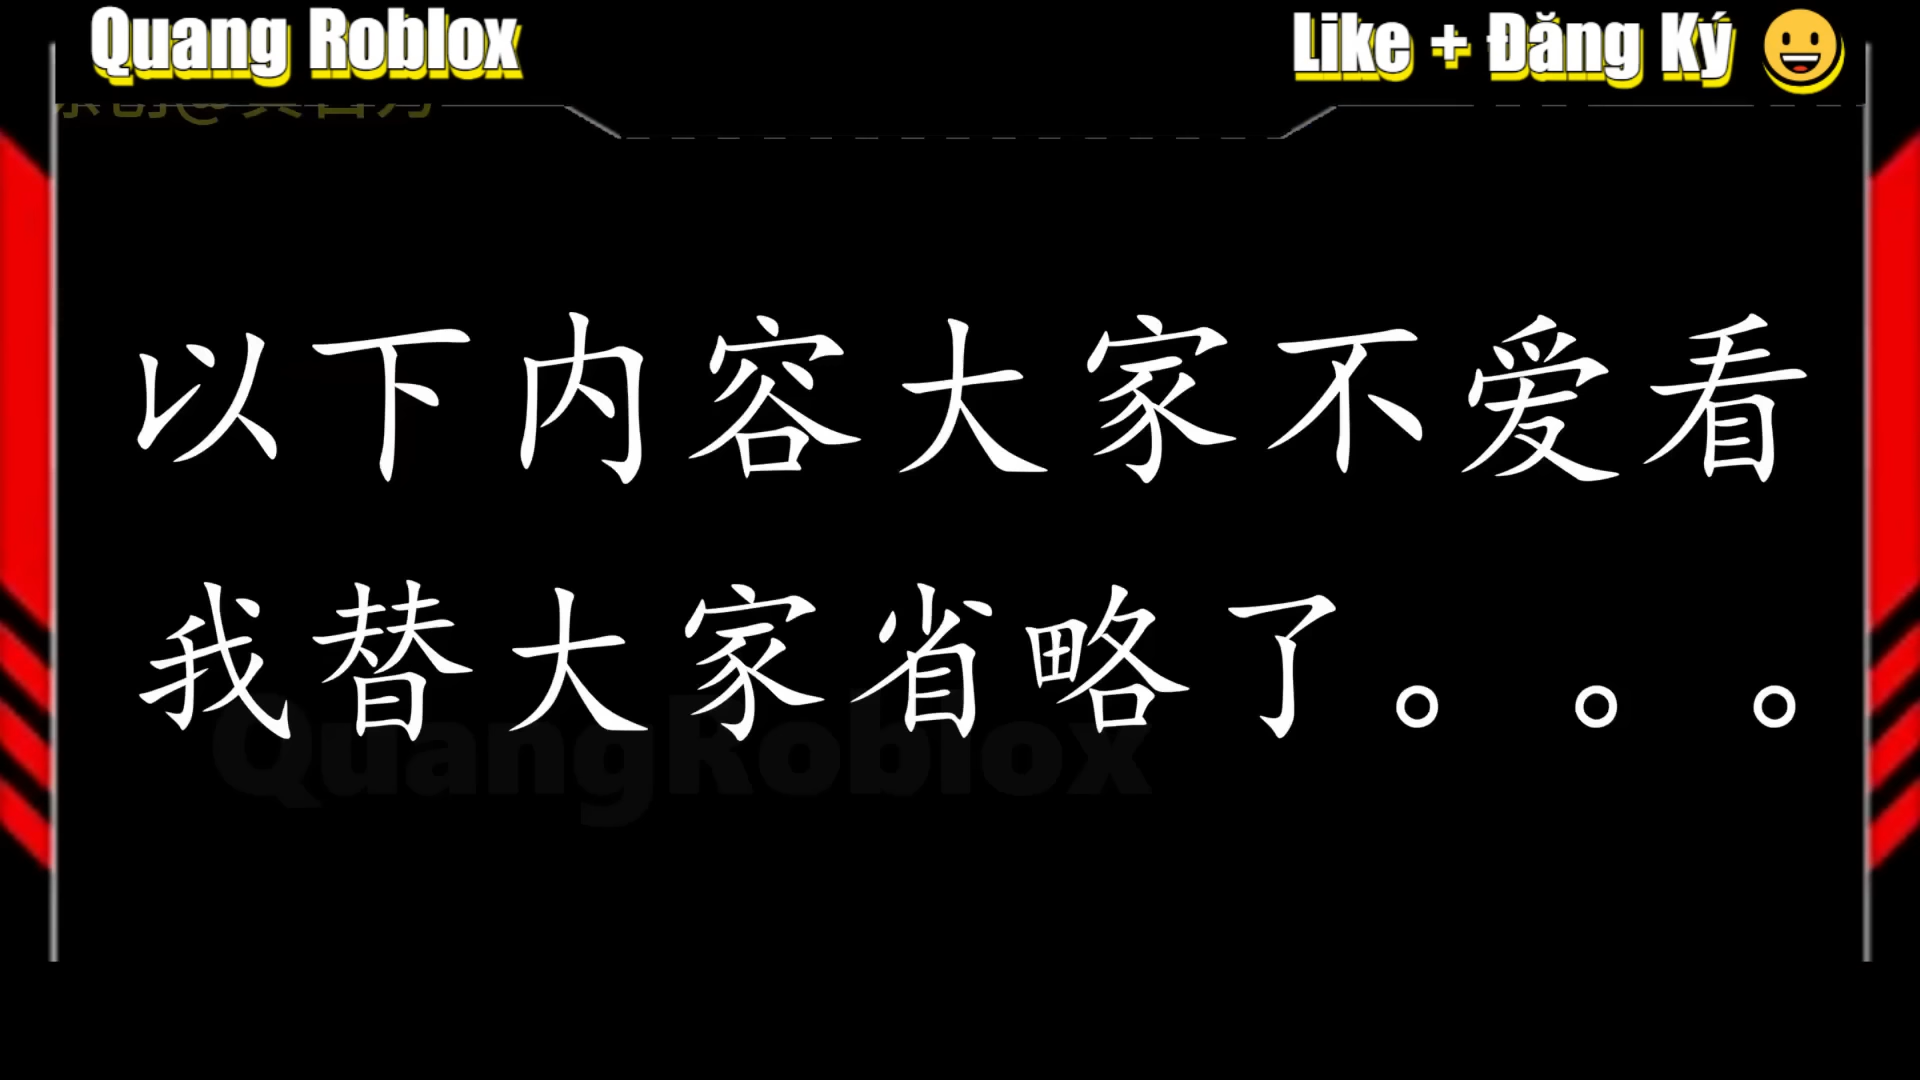 Quang Roblox
Like + Đăng Ký
以下内容大家不爱看
我替大家省略了。。。
QuangRoblox